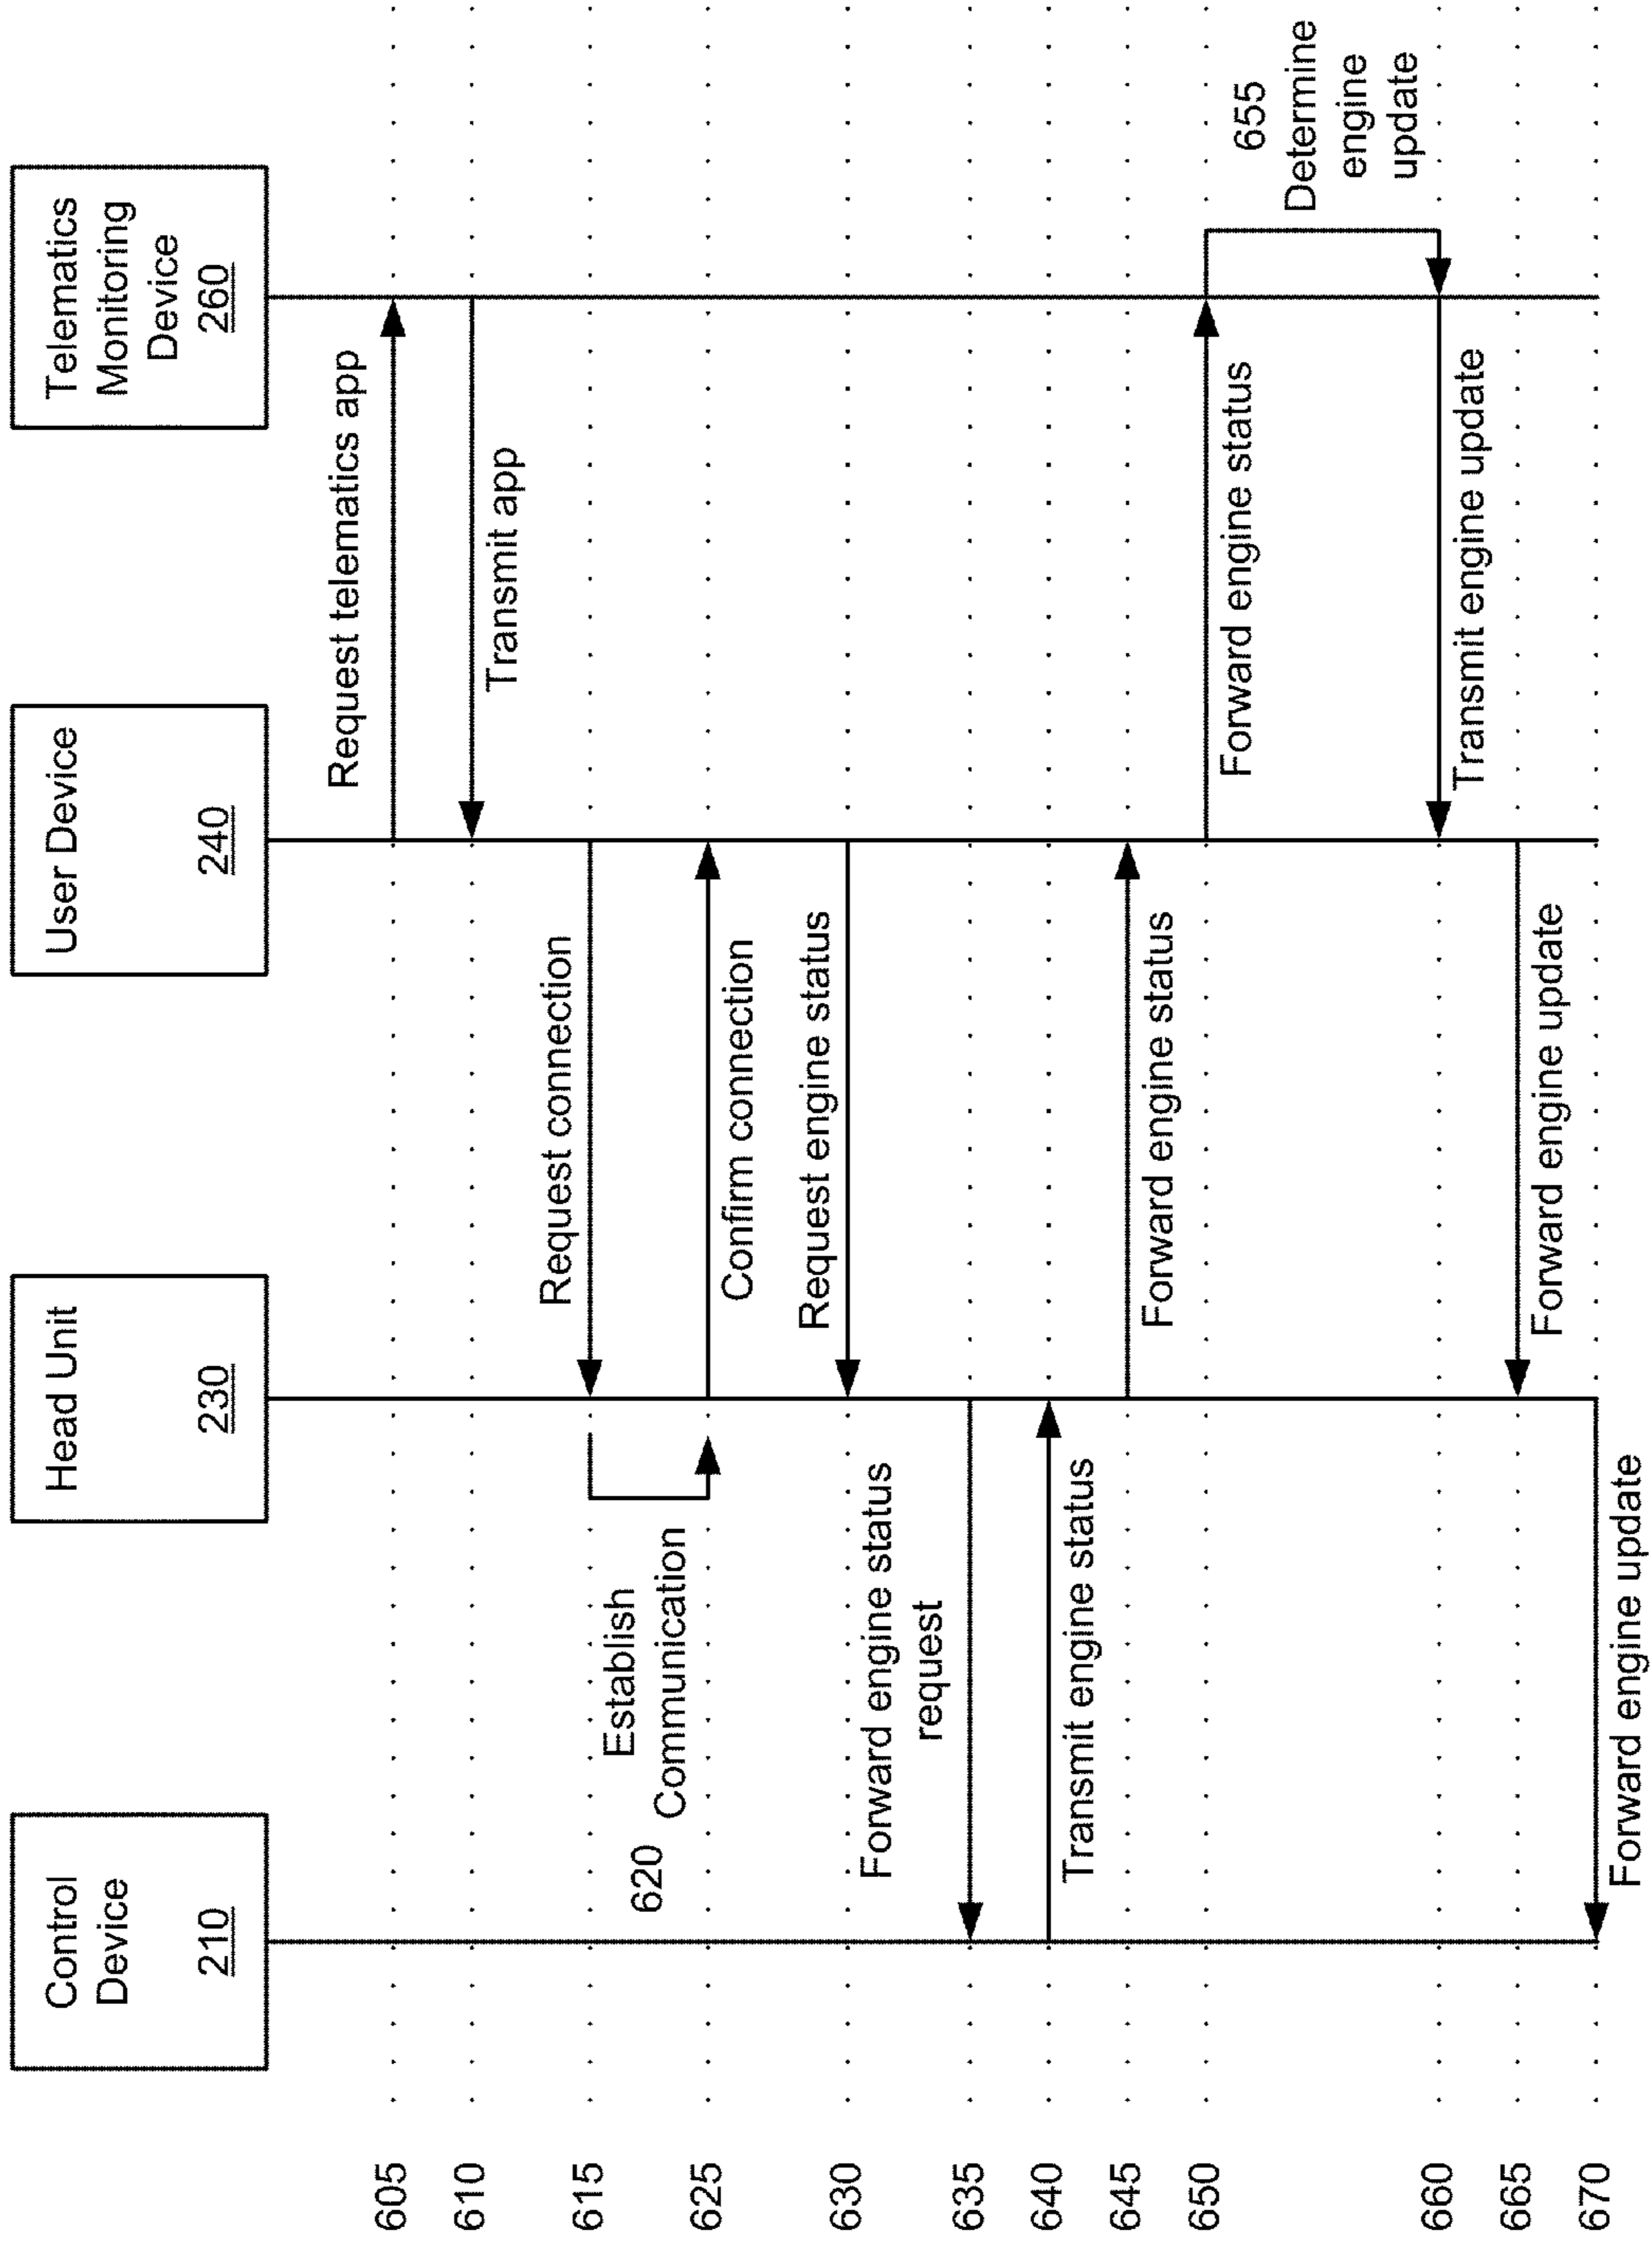 Control
Device
210
Head Unit
230
User Device
240
Telematics
Monitoring
Device
260
605
Request telematics app
610
Transmit app
615
Request connection
620
Establish
Communication
625
Confirm connection
630
Request engine status
635
Forward engine status
request
640
Transmit engine status
645
Forward engine status
650
Forward engine status
655
Determine
engine
update
660
Transmit engine update
665
Forward engine update
670
Forward engine update